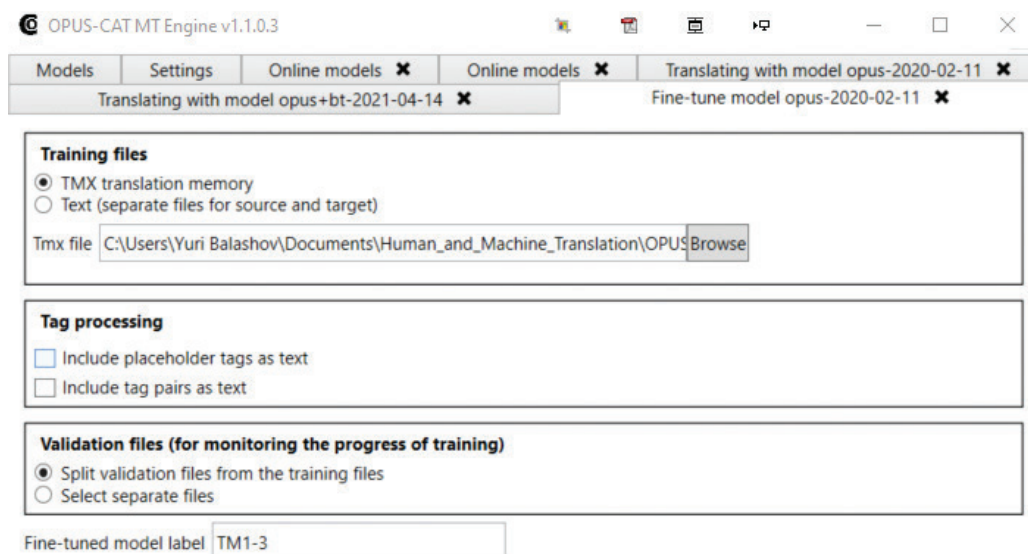 OPUS-CAT MT Engine v1.1.0.3
Models Settings Online models ✖ Online models ✖ Translating with model opus-2020-02-11 ✖
Translating with model opus+bt-2021-04-14 ✖ Fine-tune model opus-2020-02-11 ✖
Training files
TMX translation memory
Text (separate files for source and target)
Tmx file C:\Users\Yuri Balashov\Documents\Human_and_Machine_Translation\OPUS Browse
Tag processing
Include placeholder tags as text
Include tag pairs as text
Validation files (for monitoring the progress of training)
Split validation files from the training files
Select separate files
Fine-tuned model label TM1-3